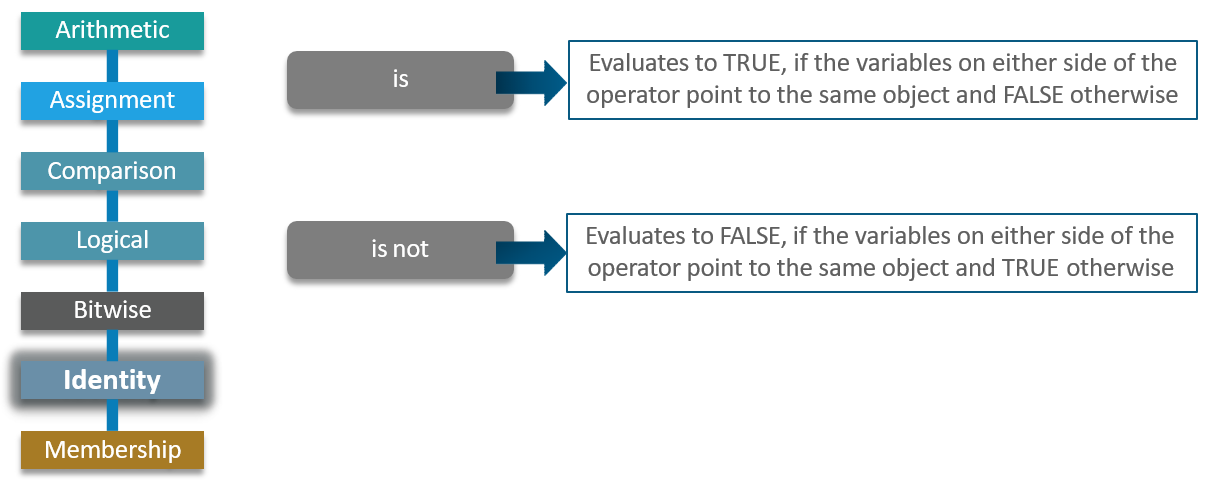 Arithmetic
Assignment
Comparison
Logical
Bitwise
Identity
Membership
is
Evaluates to TRUE, if the variables on either side of the
operator point to the same object and FALSE otherwise
is not
Evaluates to FALSE, if the variables on either side of the
operator point to the same object and TRUE otherwise